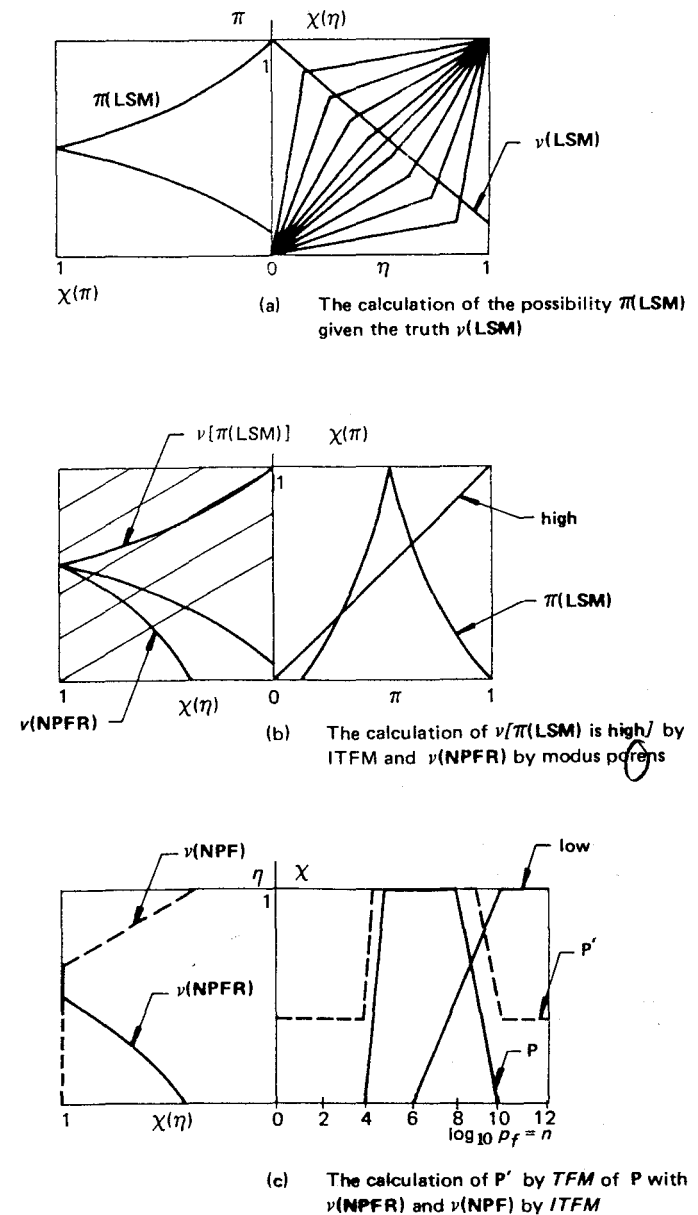 π χ(η)
1
π(LSM)
ν(LSM)
1 0 η 1
χ(π)
(a) The calculation of the possibility π(LSM)
given the truth ν(LSM)
ν[π(LSM)] χ(π)
1
high
π(LSM)
1 χ(η) 0 π 1
ν(NPFR)
(b) The calculation of ν[π(LSM) is high] by
ITFM and ν(NPFR) by modus porens
low
ν(NPF)
η χ
1
P′
ν(NPFR)
P
1 χ(η) 0 2 4 6 8 10 12
log10 pf = n
(c) The calculation of P′ by TFM of P with
ν(NPFR) and ν(NPF) by ITFM